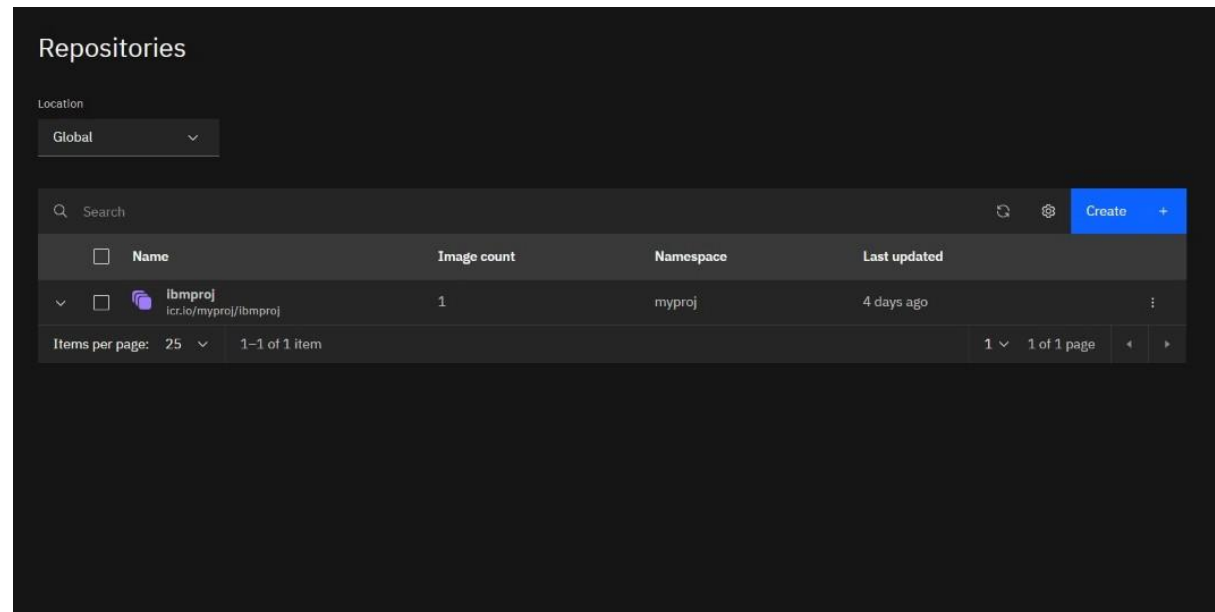 Repositories
Location
Global
Search
Create +
Name Image count Namespace Last updated
ibmproj
icr.io/myproj/ibmproj
1 myproj 4 days ago
Items per page: 25 1–1 of 1 item 1 1 of 1 page